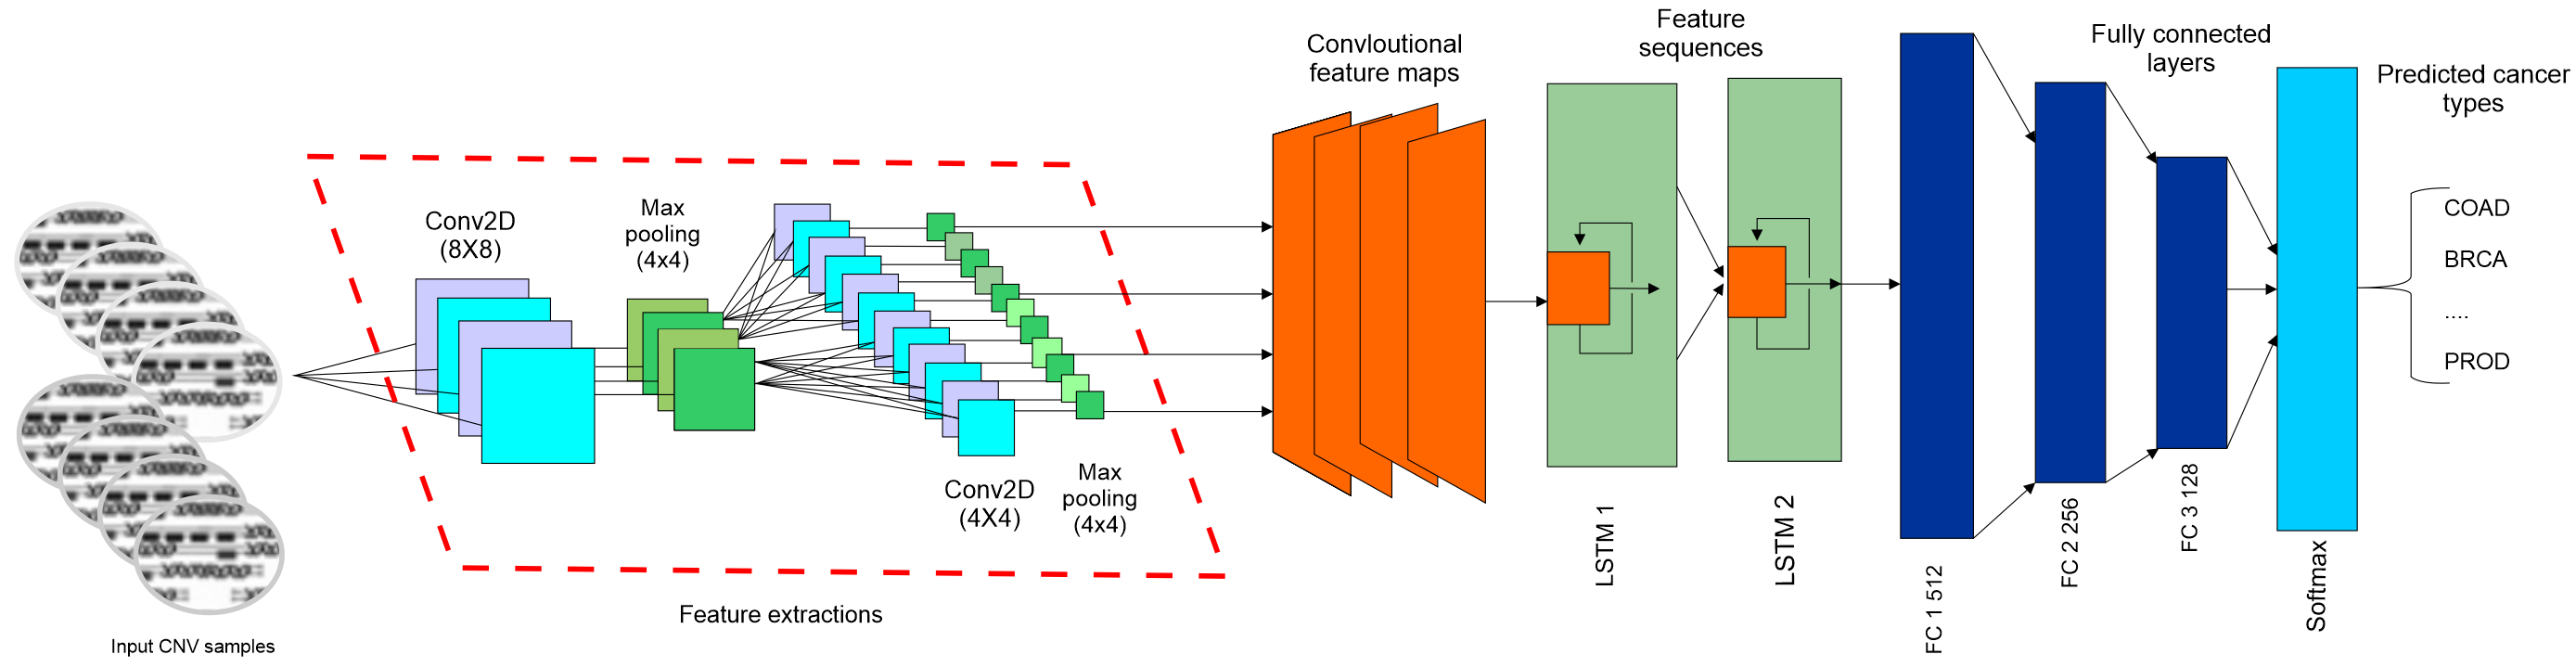 Input CNV samples
Conv2D
(8X8)
Max
pooling
(4x4)
Conv2D
(4X4)
Max
pooling
(4x4)
Feature extractions
Convloutional
feature maps
Feature
sequences
LSTM 1
LSTM 2
Fully connected
layers
FC 1 512
FC 2 256
FC 3 128
Softmax
Predicted cancer
types
COAD
BRCA
....
PROD